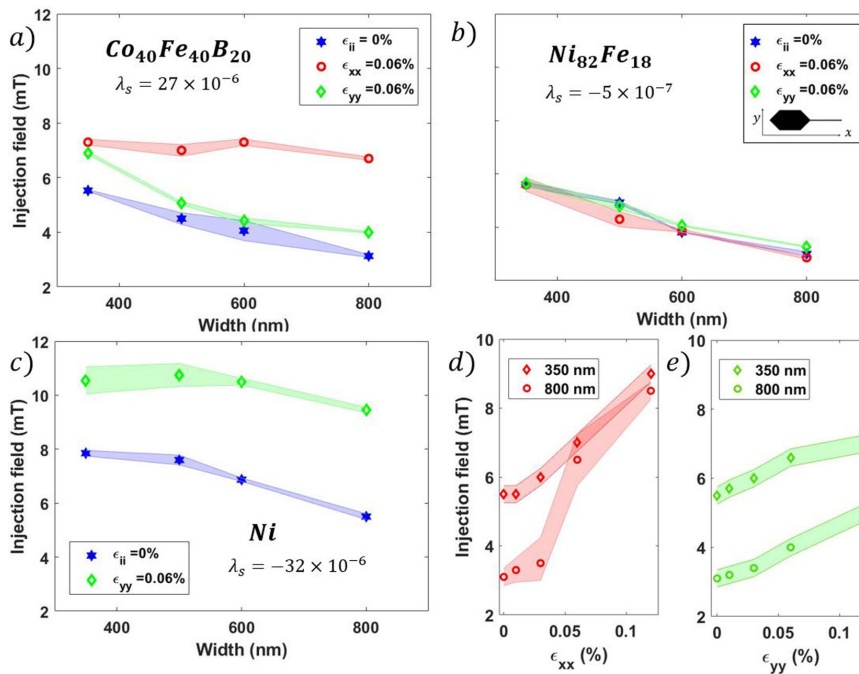 a)
Co40Fe40B20
λs = 27 × 10−6
ϵii = 0%
ϵxx =0.06%
ϵyy =0.06%
12
10
8
6
4
2
Injection field (mT)
400
600
800
Width (nm)
b)
Ni82Fe18
λs = −5 × 10−7
ϵii = 0%
ϵxx =0.06%
ϵyy =0.06%
y
x
400
600
800
Width (nm)
c)
12
10
8
6
4
2
Injection field (mT)
Ni
λs = −32 × 10−6
ϵii =0%
ϵyy =0.06%
400
600
800
Width (nm)
d)
350 nm
800 nm
10
8
6
4
2
Injection field (mT)
0
0.05
0.1
ϵxx (%)
e)
350 nm
800 nm
0
0.05
0.1
ϵyy (%)